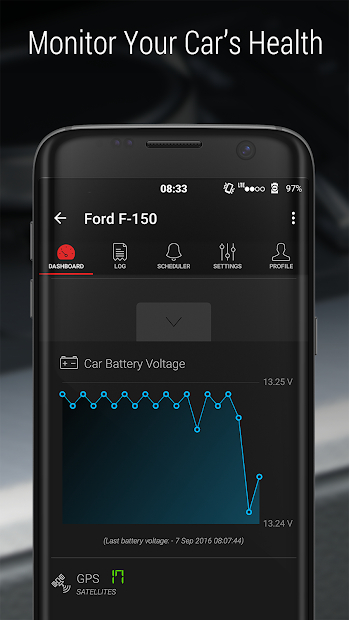 Monitor Your Car's Health
08:33
LTE
97%
Ford F-150
DASHBOARD
LOG
SCHEDULER
SETTINGS
PROFILE
Car Battery Voltage
13.25 V
13.24 V
(Last battery voltage: - 7 Sep 2016 08:07:44)
GPS 17
SATELLITES